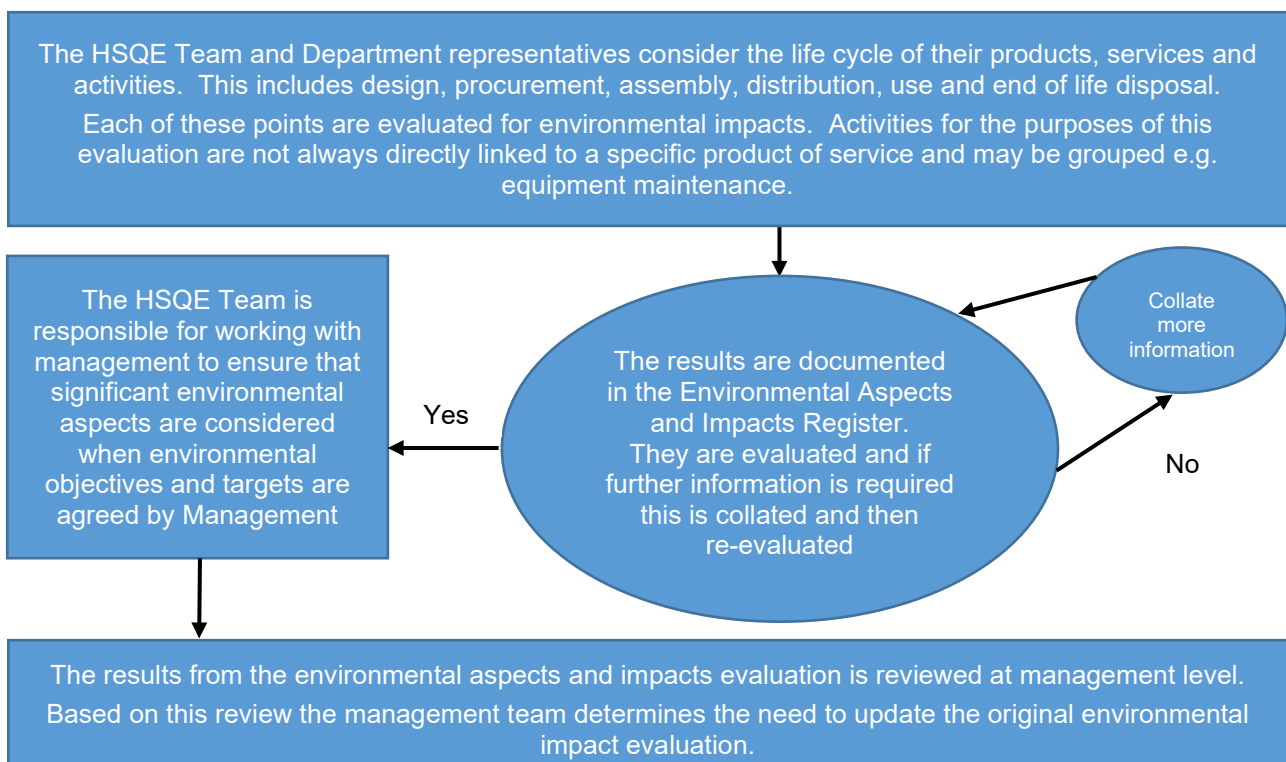 The HSQE Team and Department representatives consider the life cycle of their products, services and
activities.  This includes design, procurement, assembly, distribution, use and end of life disposal.
Each of these points are evaluated for environmental impacts.  Activities for the purposes of this
evaluation are not always directly linked to a specific product of service and may be grouped e.g.
equipment maintenance.
The HSQE Team is
responsible for working with
management to ensure that
significant environmental
aspects are considered
when environmental
objectives and targets are
agreed by Management
Yes
The results are documented
in the Environmental Aspects
and Impacts Register.
They are evaluated and if
further information is required
this is collated and then
re-evaluated
Collate
more
information
No
The results from the environmental aspects and impacts evaluation is reviewed at management level.
Based on this review the management team determines the need to update the original environmental
impact evaluation.